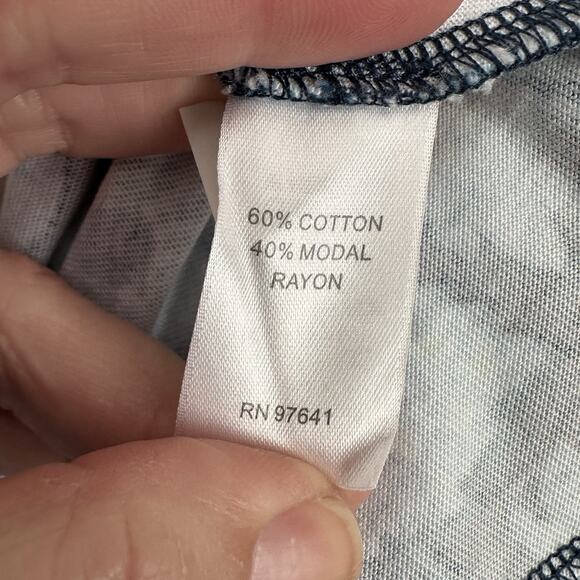 60% COTTON
40% MODAL
RAYON
RN 97641